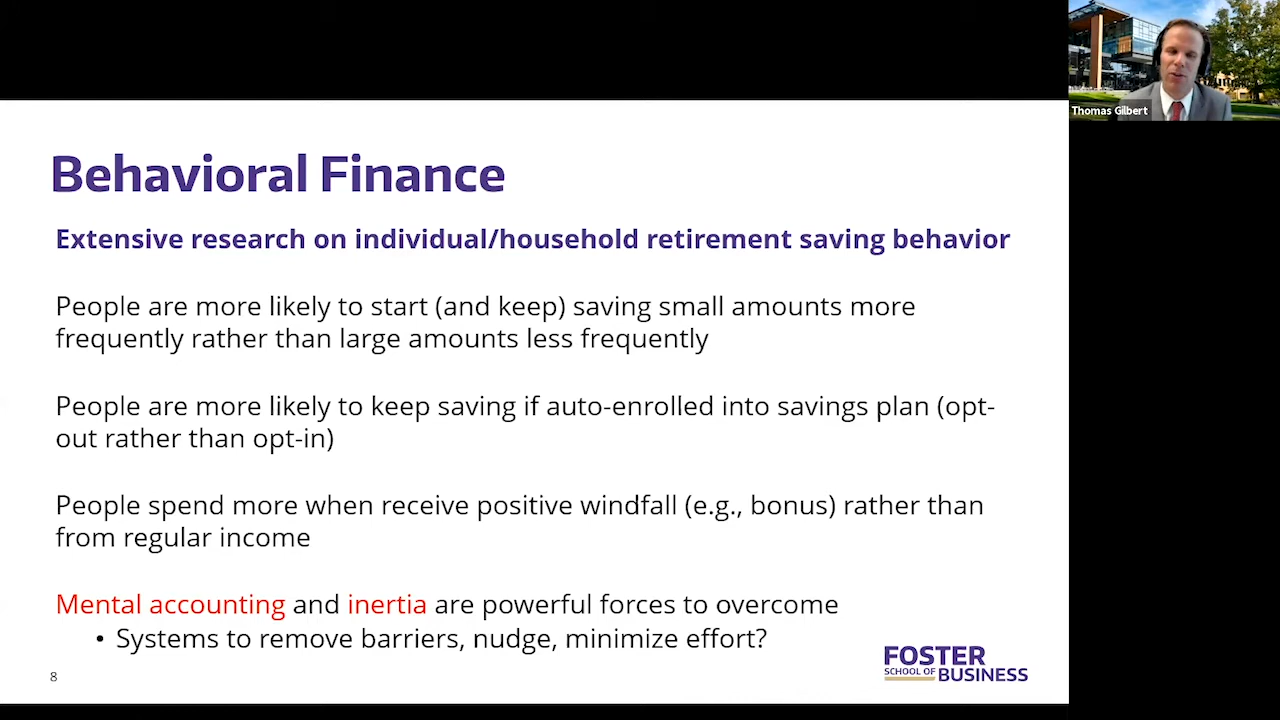 Thomas Gilbert
Behavioral Finance
Extensive research on individual/household retirement saving behavior
People are more likely to start (and keep) saving small amounts more
frequently rather than large amounts less frequently
People are more likely to keep saving if auto-enrolled into savings plan (opt-
out rather than opt-in)
People spend more when receive positive windfall (e.g., bonus) rather than
from regular income
Mental accounting and inertia are powerful forces to overcome
• Systems to remove barriers, nudge, minimize effort?
8
FOSTER
SCHOOL OF BUSINESS